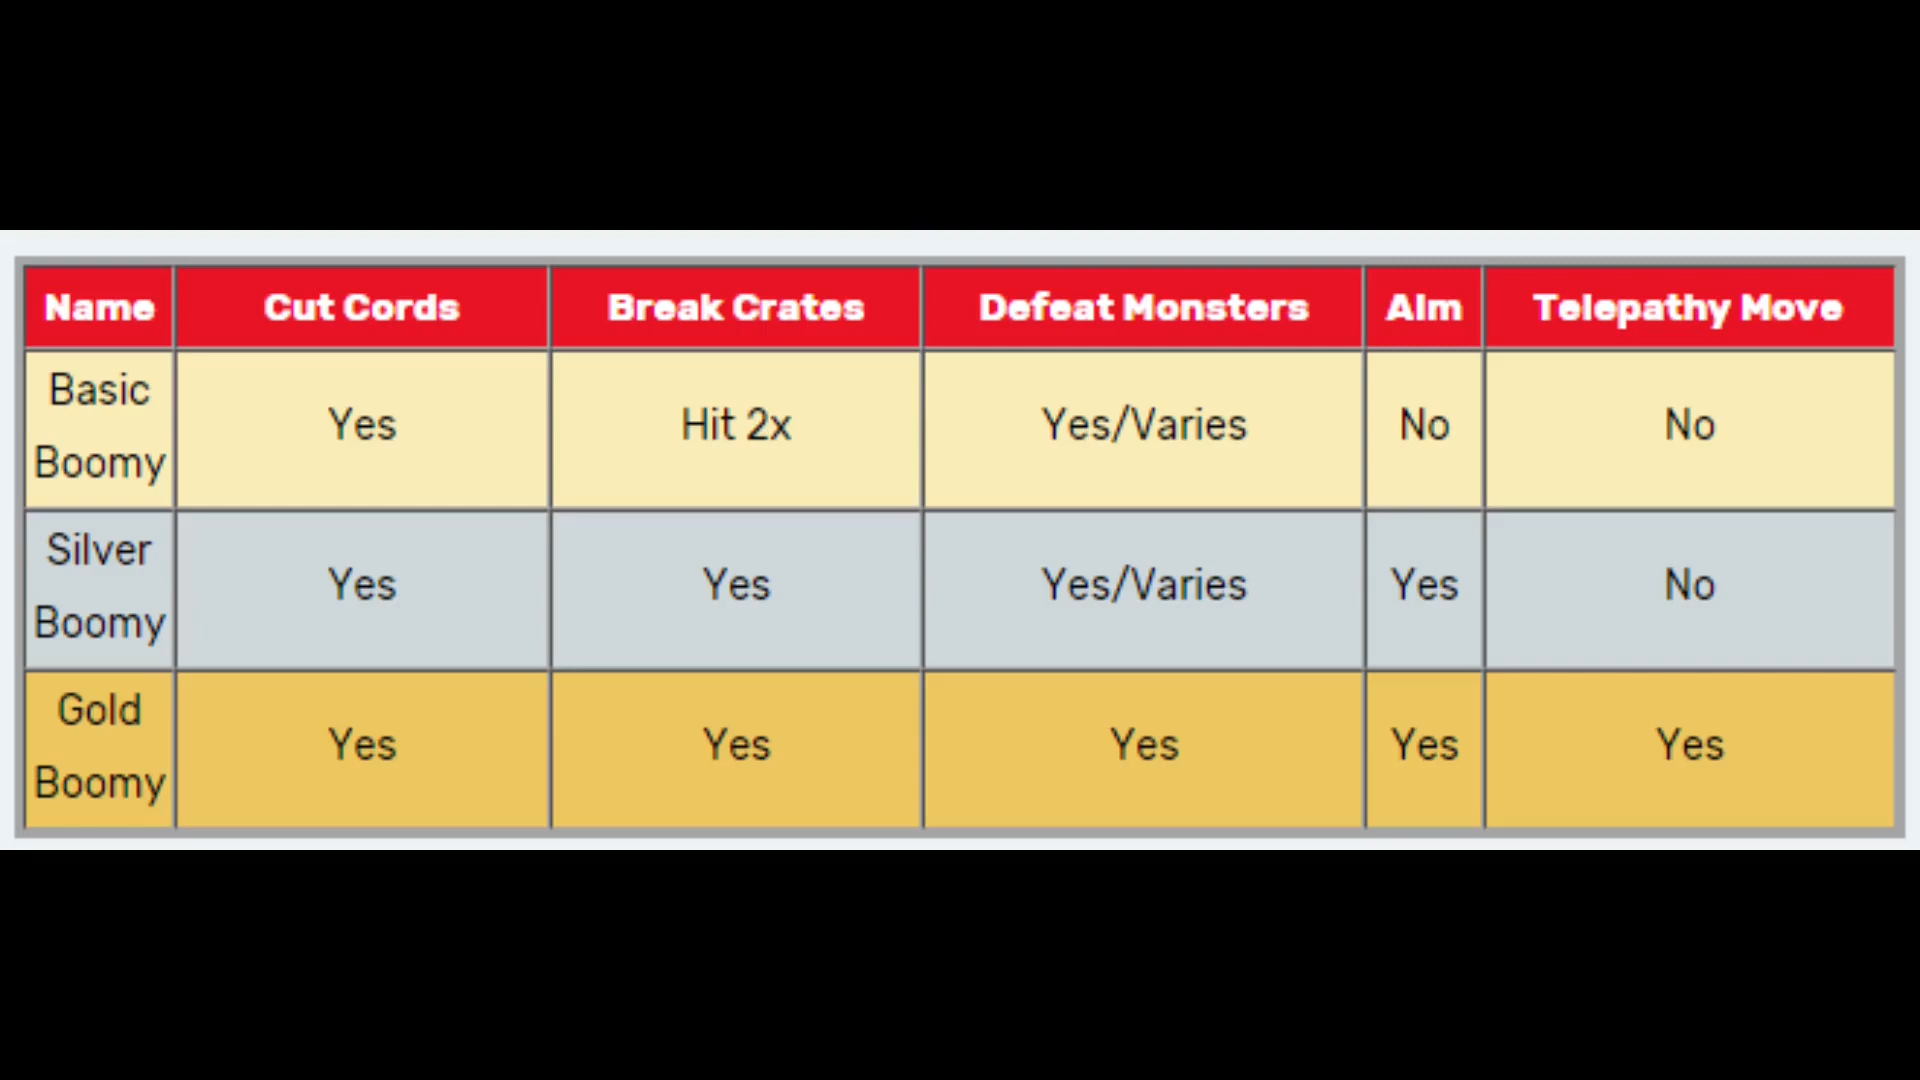 Name Cut Cords Break Crates Defeat Monsters Aim Telepathy Move
Basic Boomy Yes Hit 2x Yes/Varies No No
Silver Boomy Yes Yes Yes/Varies Yes No
Gold Boomy Yes Yes Yes Yes Yes